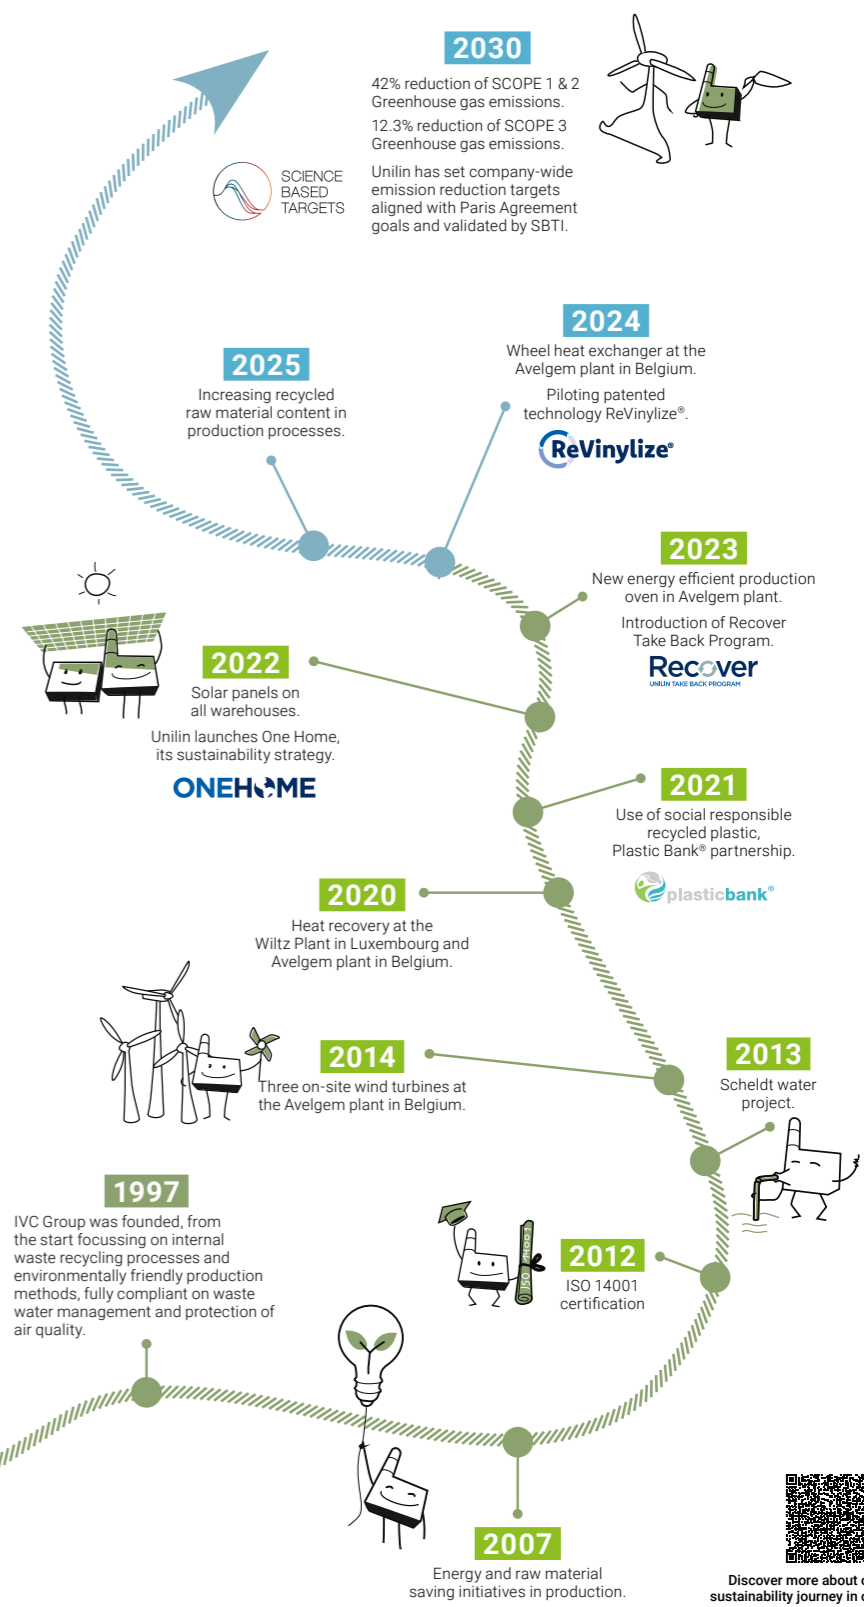 2030
42% reduction of SCOPE 1 & 2
Greenhouse gas emissions.
12.3% reduction of SCOPE 3
Greenhouse gas emissions.
Unilin has set company-wide
emission reduction targets
aligned with Paris Agreement
goals and validated by SBTI.
SCIENCE
BASED
TARGETS
2024
Wheel heat exchanger at the
Avelgem plant in Belgium.
Piloting patented
technology ReVinylize®.
ReVinylize®
2025
Increasing recycled
raw material content in
production processes.
2023
New energy efficient production
oven in Avelgem plant.
Introduction of Recover
Take Back Program.
Recover
UNILIN TAKE BACK PROGRAM
2022
Solar panels on
all warehouses.
Unilin launches One Home,
its sustainability strategy.
ONEHOME
2021
Use of social responsible
recycled plastic,
Plastic Bank® partnership.
plasticbank®
2020
Heat recovery at the
Wiltz Plant in Luxembourg and
Avelgem plant in Belgium.
2014
Three on-site wind turbines at
the Avelgem plant in Belgium.
2013
Scheldt water
project.
1997
IVC Group was founded, from
the start focussing on internal
waste recycling processes and
environmentally friendly production
methods, fully compliant on waste
water management and protection of
air quality.
ISO 14001
2012
ISO 14001
certification
2007
Energy and raw material
saving initiatives in production.
Discover more about
sustainability journey in